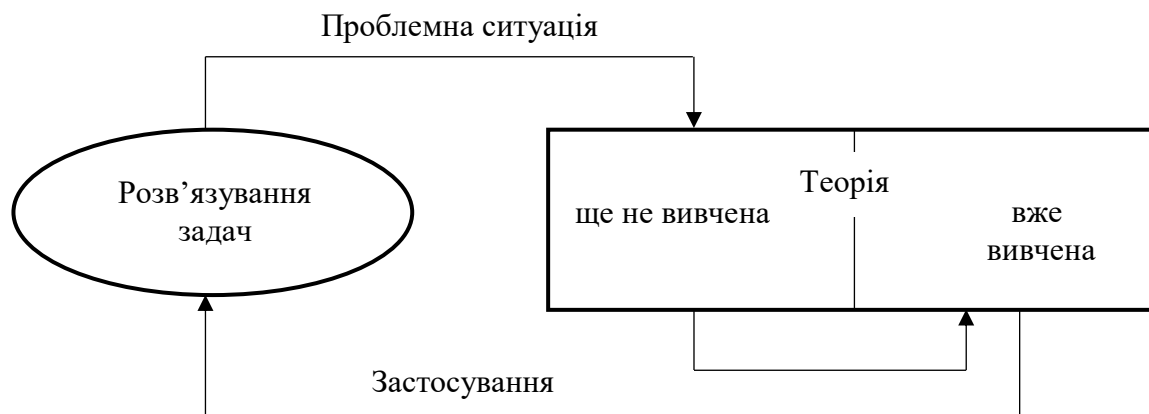 Проблемна ситуація
Розв’язування
задач
Теорія
ще не вивчена
вже
вивчена
Застосування